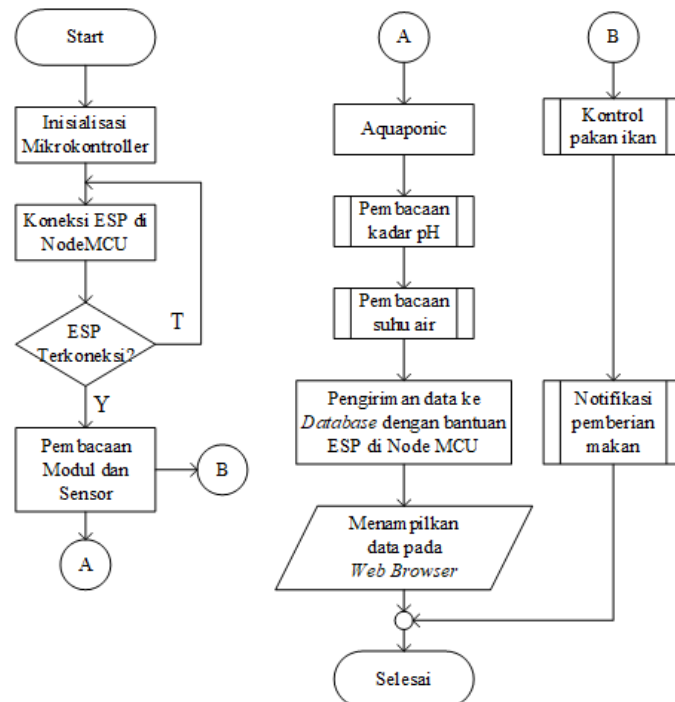 Start
Inisialisasi
Mikrokontroller
Koneksi ESP di
NodeMCU
ESP
Terkoneksi?
T
Y
Pembacaan
Modul dan
Sensor
B
A
A
Aquaponic
Pembacaan
kadar pH
Pembacaan
suhu air
Pengiriman data ke
Database dengan bantuan
ESP di Node MCU
Menampilkan
data pada
Web Browser
Selesai
B
Kontrol
pakan ikan
Notifikasi
pemberian
makan